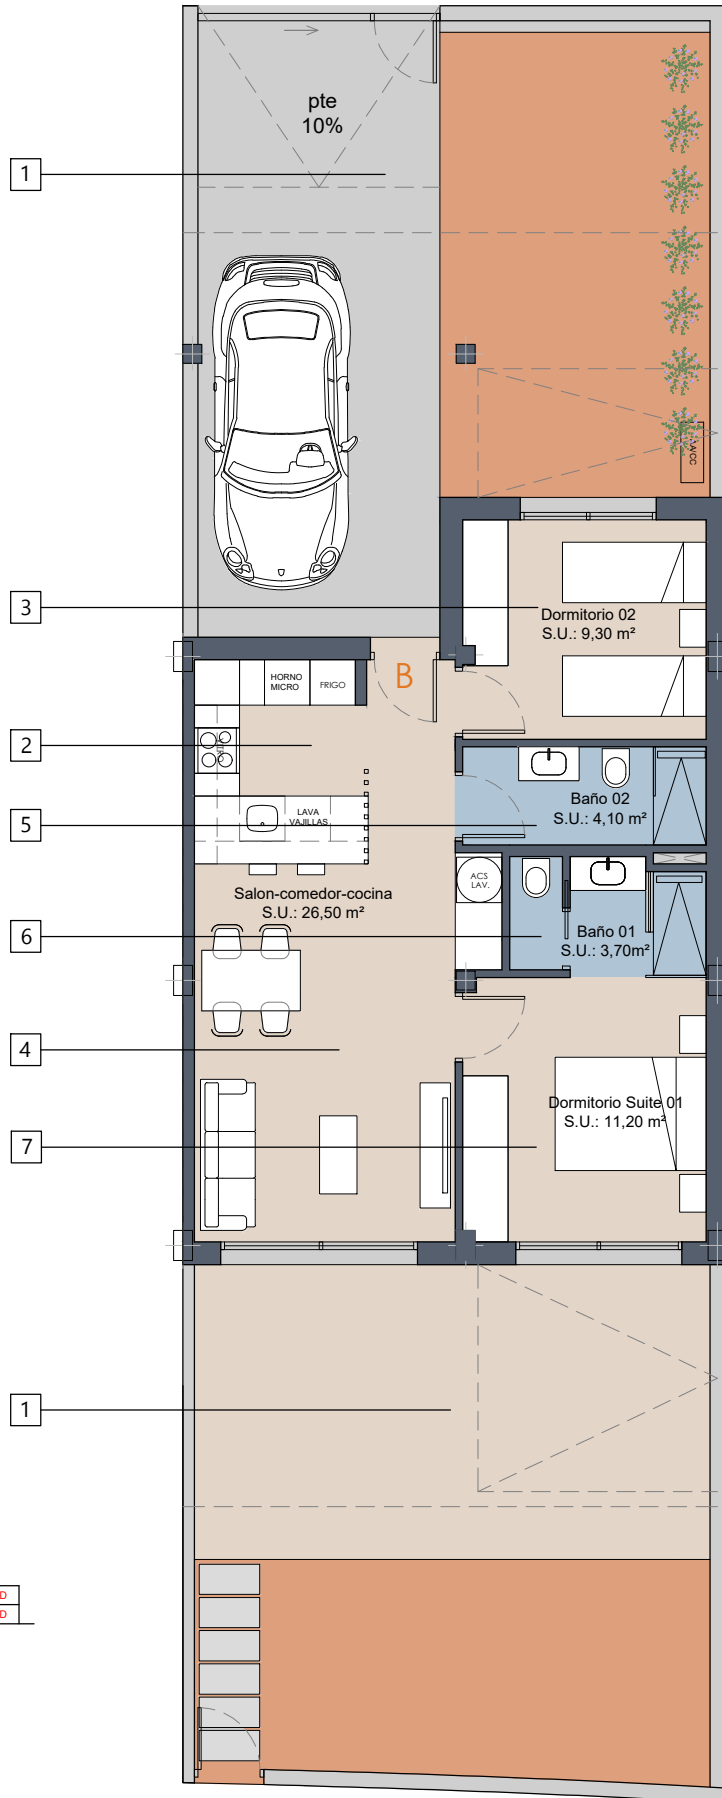 pte
10%
1
A/CC
3
Dormitorio 02
S.U.: 9,30 m²
HORNO
MICRO
FRIGO
B
2
VITRO
5
Baño 02
S.U.: 4,10 m²
LAVA
VAJILLAS
ACS
LAV.
Salon-comedor-cocina
S.U.: 26,50 m²
6
Baño 01
S.U.: 3,70m²
4
Dormitorio Suite 01
S.U.: 11,20 m²
7
1
D
D